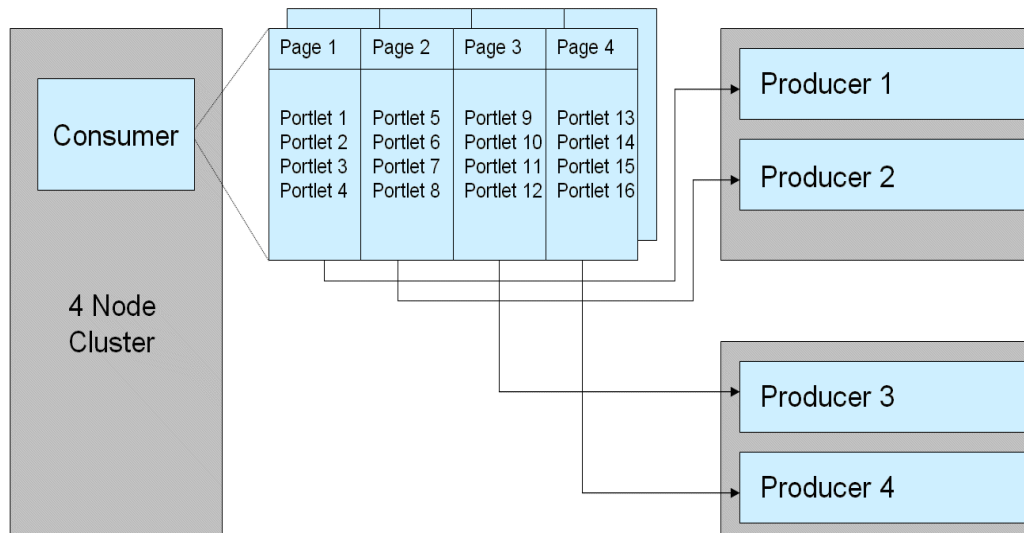 Consumer
4 Node
Cluster
Page 1
Page 2
Page 3
Page 4
Portlet 1
Portlet 2
Portlet 3
Portlet 4
Portlet 5
Portlet 6
Portlet 7
Portlet 8
Portlet 9
Portlet 10
Portlet 11
Portlet 12
Portlet 13
Portlet 14
Portlet 15
Portlet 16
Producer 1
Producer 2
Producer 3
Producer 4